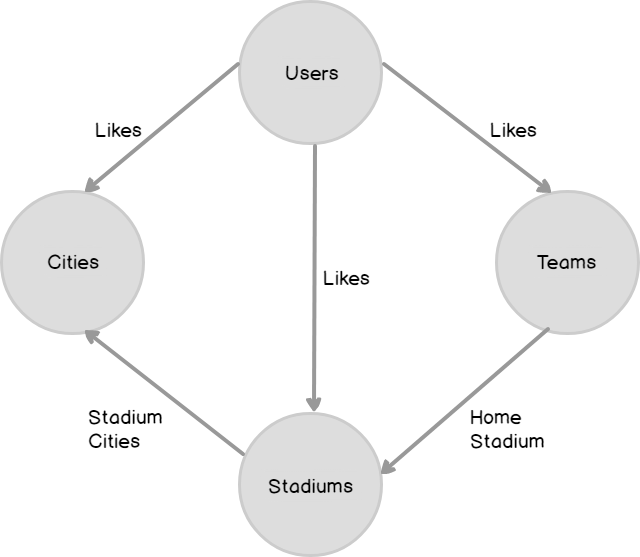 Users
Likes
Likes
Cities
Likes
Teams
Stadium
Cities
Home
Stadium
Stadiums